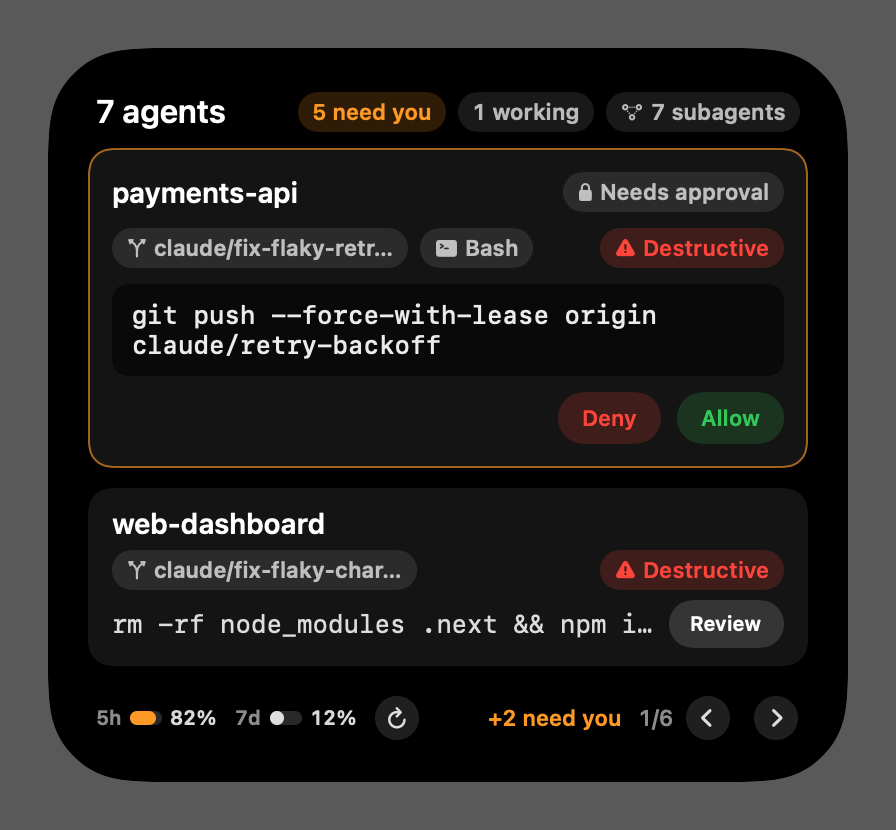 7 agents 5 need you 1 working 7 subagents
payments-api Needs approval
claude/fix-flaky-retr... Bash Destructive
git push --force-with-lease origin
claude/retry-backoff
Deny Allow
web-dashboard
claude/fix-flaky-char... Destructive
rm -rf node_modules .next && npm i… Review
5h 82% 7d 12% +2 need you 1/6